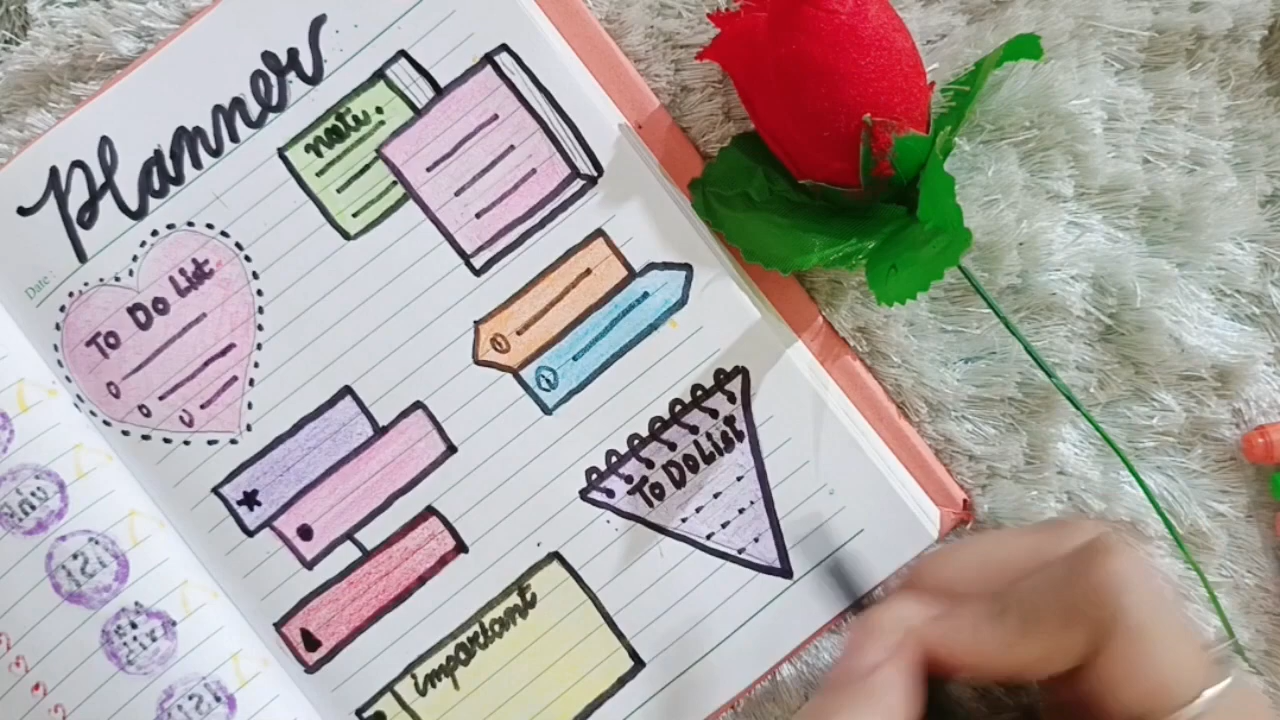 Planner
Date:
note.
To Do List
To Do List
important